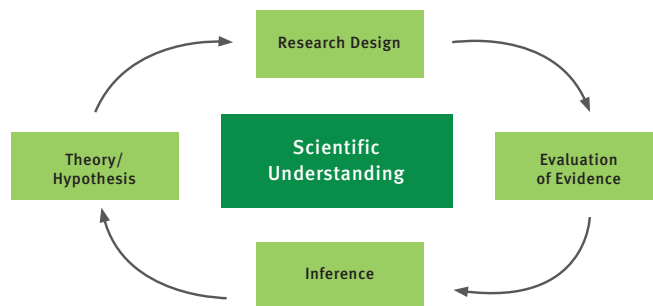 Research Design
Theory/
Hypothesis
Scientific
Understanding
Evaluation
of Evidence
Inference